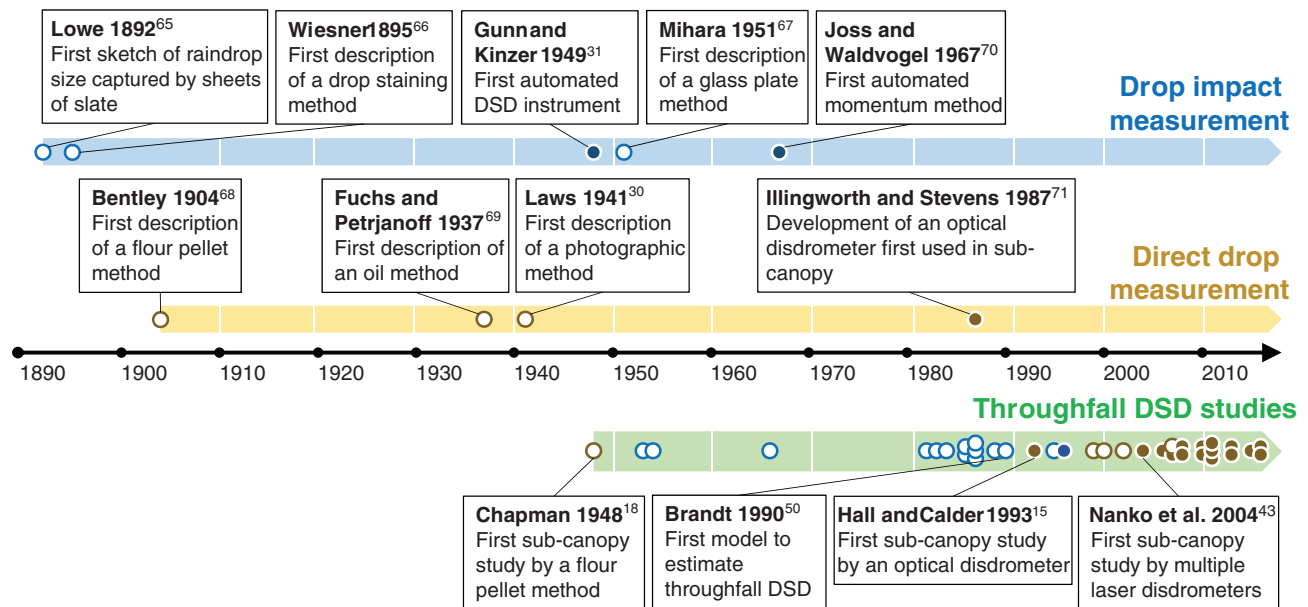 Lowe 189265
First sketch of raindrop
size captured by sheets
of slate
Wiesner189566
First description
of a drop staining
method
Gunnand
Kinzer 194931
First automated
DSD instrument
Mihara 195167
First description
of a glass plate
method
Joss and
Waldvogel 196770
First automated
momentum method
Drop impact
measurement
Bentley 190468
First description
of a flour pellet
method
Fuchs and
Petrjanoff 193769
First description of
an oil method
Laws 194130
First description
of a photographic
method
Illingworth and Stevens 198771
Development of an optical
disdrometer first used in sub-
canopy
Direct drop
measurement
1890 1900 1910 1920 1930 1940 1950 1960 1970 1980 1990 2000 2010
Throughfall DSD studies
Chapman 194818
First sub-canopy
study by a flour
pellet method
Brandt 199050
First model to
estimate
throughfall DSD
Hall andCalder 199315
First sub-canopy study
by an optical disdrometer
Nanko et al. 200443
First sub-canopy
study by multiple
laser disdrometers